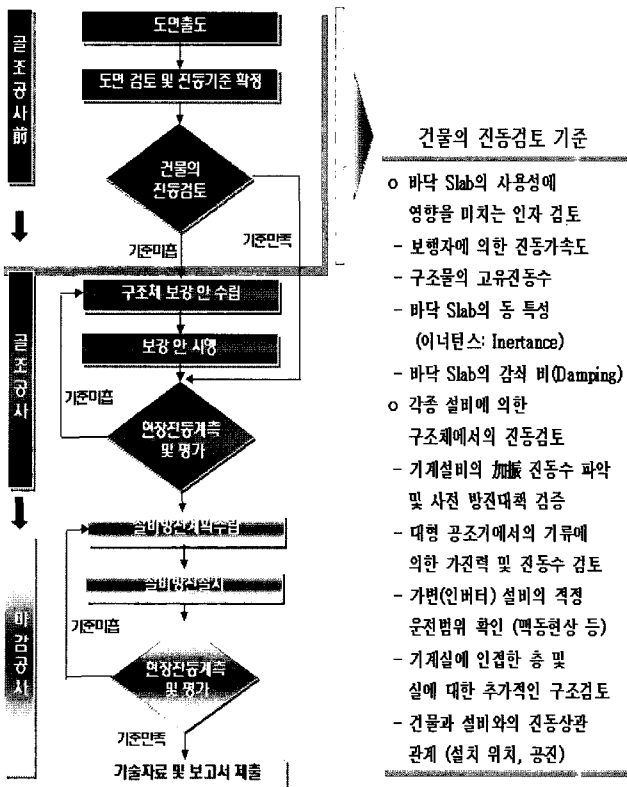 골조공사前
도면출도
도면 검토 및 진동기준 확정
건물의
진동검토
기준미흡
기준만족
골조공사
구조체 보강 안 수립
보강 안 시행
기준미흡
현장진동계측
및 평가
마감공사
설비방진계획수립
설비방진실시
기준미흡
현장진동계측
및 평가
기준만족
기술자료 및 보고서 제출
건물의 진동검토 기준
o 바닥 Slab의 사용성에
영향을 미치는 인자 검토
- 보행자에 의한 진동가속도
- 구조물의 고유진동수
- 바닥 Slab의 동 특성
(이너턴스: Inertance)
- 바닥 Slab의 감쇠 비(Damping)
o 각종 설비에 의한
구조체에서의 진동검토
- 기계설비의 加振 진동수 파악
및 사전 방진대책 검증
- 대형 공조기에서의 기류에
의한 가진력 및 진동수 검토
- 가변(인버터) 설비의 적정
운전범위 확인 (맥동현상 등)
- 기계실에 인접한 층 및
실에 대한 추가적인 구조검토
- 건물과 설비와의 진동상관
관계 (설치 위치, 공진)